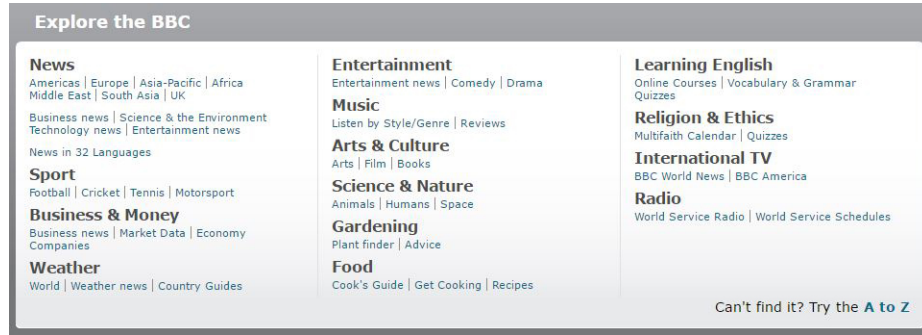 Explore the BBC
News
Americas | Europe | Asia-Pacific | Africa
Middle East | South Asia | UK
Business news | Science & the Environment
Technology news | Entertainment news
News in 32 Languages
Sport
Football | Cricket | Tennis | Motorsport
Business & Money
Business news | Market Data | Economy
Companies
Weather
World | Weather news | Country Guides
Entertainment
Entertainment news | Comedy | Drama
Music
Listen by Style/Genre | Reviews
Arts & Culture
Arts | Film | Books
Science & Nature
Animals | Humans | Space
Gardening
Plant finder | Advice
Food
Cook's Guide | Get Cooking | Recipes
Learning English
Online Courses | Vocabulary & Grammar
Quizzes
Religion & Ethics
Multifaith Calendar | Quizzes
International TV
BBC World News | BBC America
Radio
World Service Radio | World Service Schedules
Can't find it? Try the A to Z